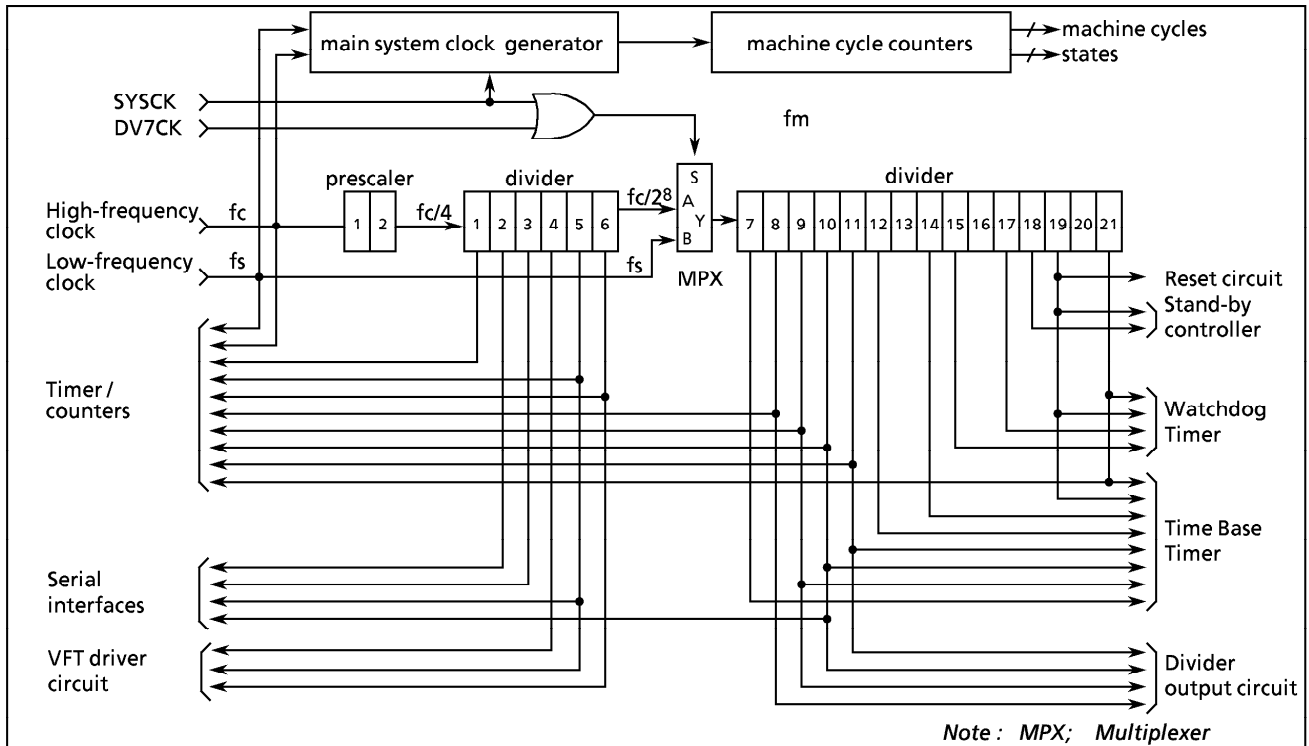 main system clock generator
machine cycle counters
machine cycles
states
SYSCK
DV7CK
fm
prescaler
divider
divider
High-frequency
clock
fc
1 2
fc/4
1 2 3 4 5 6
fc/2⁸
S
A
Y
B
7 8 9 10 11 12 13 14 15 16 17 18 19 20 21
Low-frequency
clock
fs
fs
MPX
Reset circuit
Stand-by
controller
Timer /
counters
Watchdog
Timer
Time Base
Timer
Serial
interfaces
VFT driver
circuit
Divider
output circuit
Note : MPX; Multiplexer